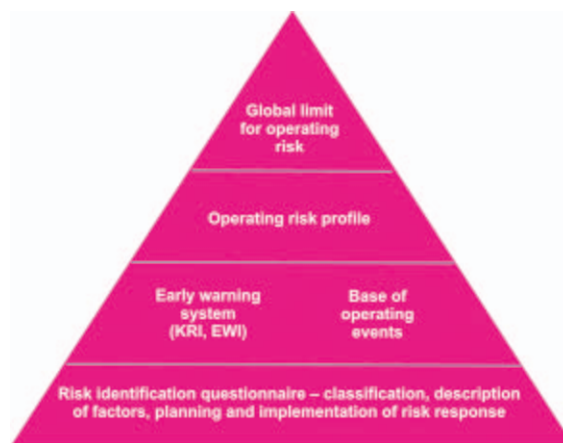 Global limit
for operating
risk
Operating risk profile
Early warning
system
(KRI, EWI)
Base of
operating
events
Risk identification questionnaire – classification, description
of factors, planning and implementation of risk response